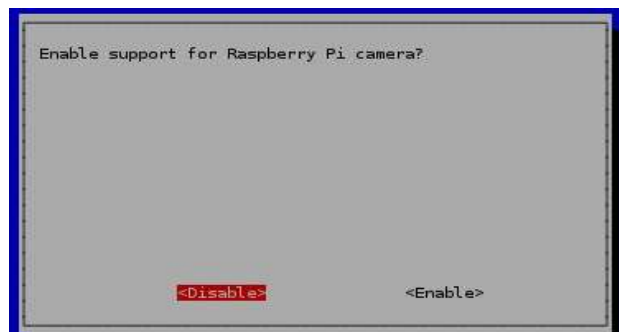 Enable support for Raspberry Pi camera?
<Disable> <Enable>